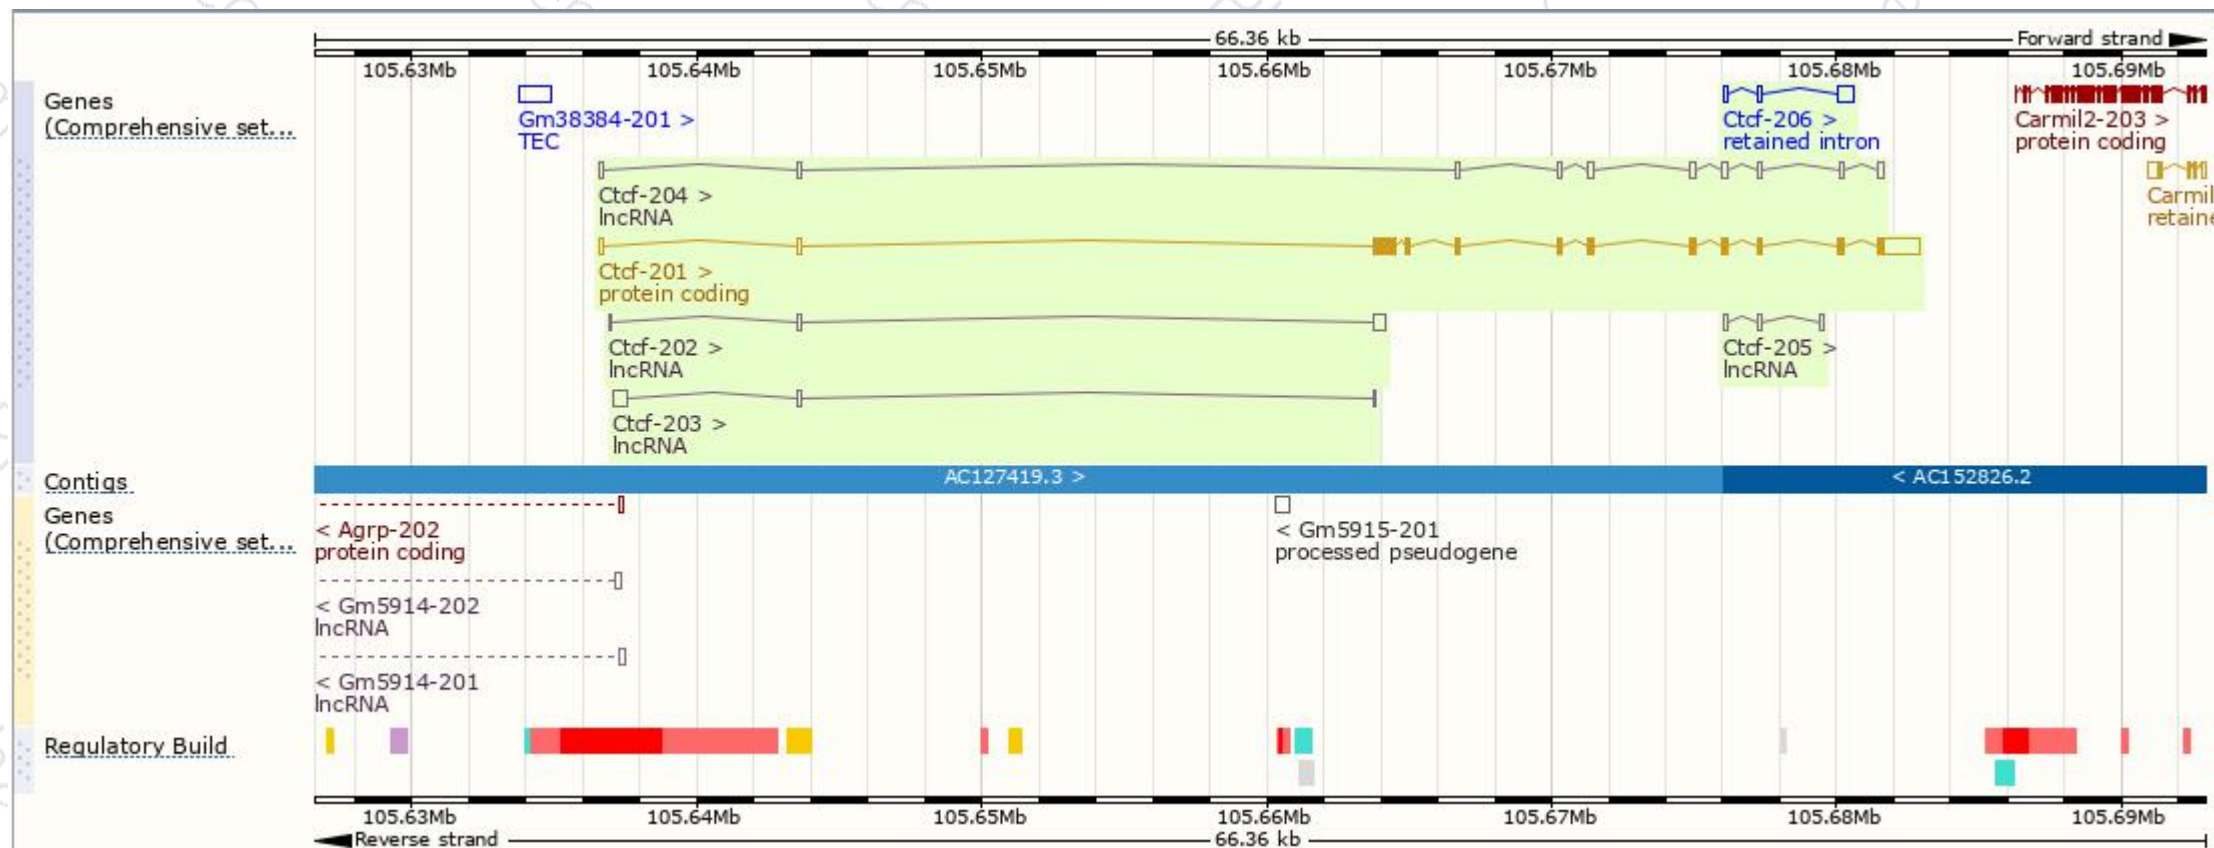 66.36 kb Forward strand
105.63Mb 105.64Mb 105.65Mb 105.66Mb 105.67Mb 105.68Mb 105.69Mb
Genes
(Comprehensive set...
Gm38384-201 >
TEC
Ctcf-206 >
retained intron
Carmil2-203 >
protein coding
Ctcf-204 >
lncRNA
Carmil
retaine
Ctcf-201 >
protein coding
Ctcf-202 >
lncRNA
Ctcf-205 >
lncRNA
Ctcf-203 >
lncRNA
Contigs
AC127419.3 >
< AC152826.2
Genes
(Comprehensive set...
< Agrp-202
protein coding
< Gm5915-201
processed pseudogene
< Gm5914-202
lncRNA
< Gm5914-201
lncRNA
Regulatory Build
105.63Mb 105.64Mb 105.65Mb 105.66Mb 105.67Mb 105.68Mb 105.69Mb
Reverse strand 66.36 kb